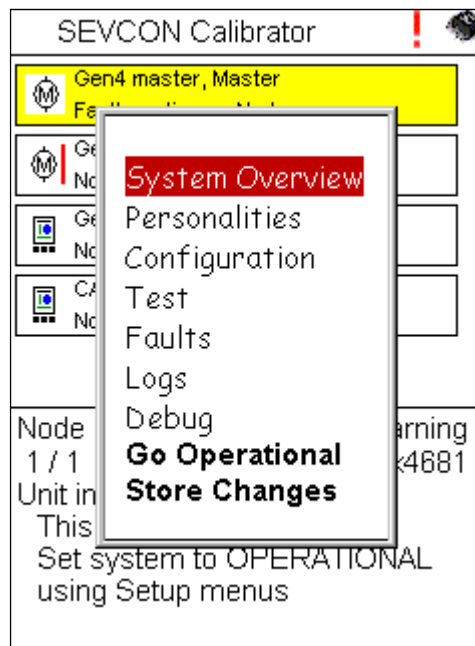 SEVCON Calibrator !
Gen4 master, Master
System Overview
Personalities
Configuration
Test
Faults
Logs
Debug
Go Operational
Store Changes
Node
1 / 1
Unit in
This
Set system to OPERATIONAL
using Setup menus